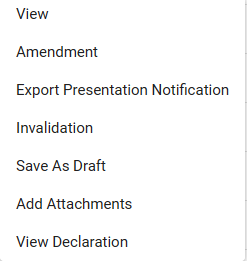 View
Amendment
Export Presentation Notification
Invalidation
Save As Draft
Add Attachments
View Declaration